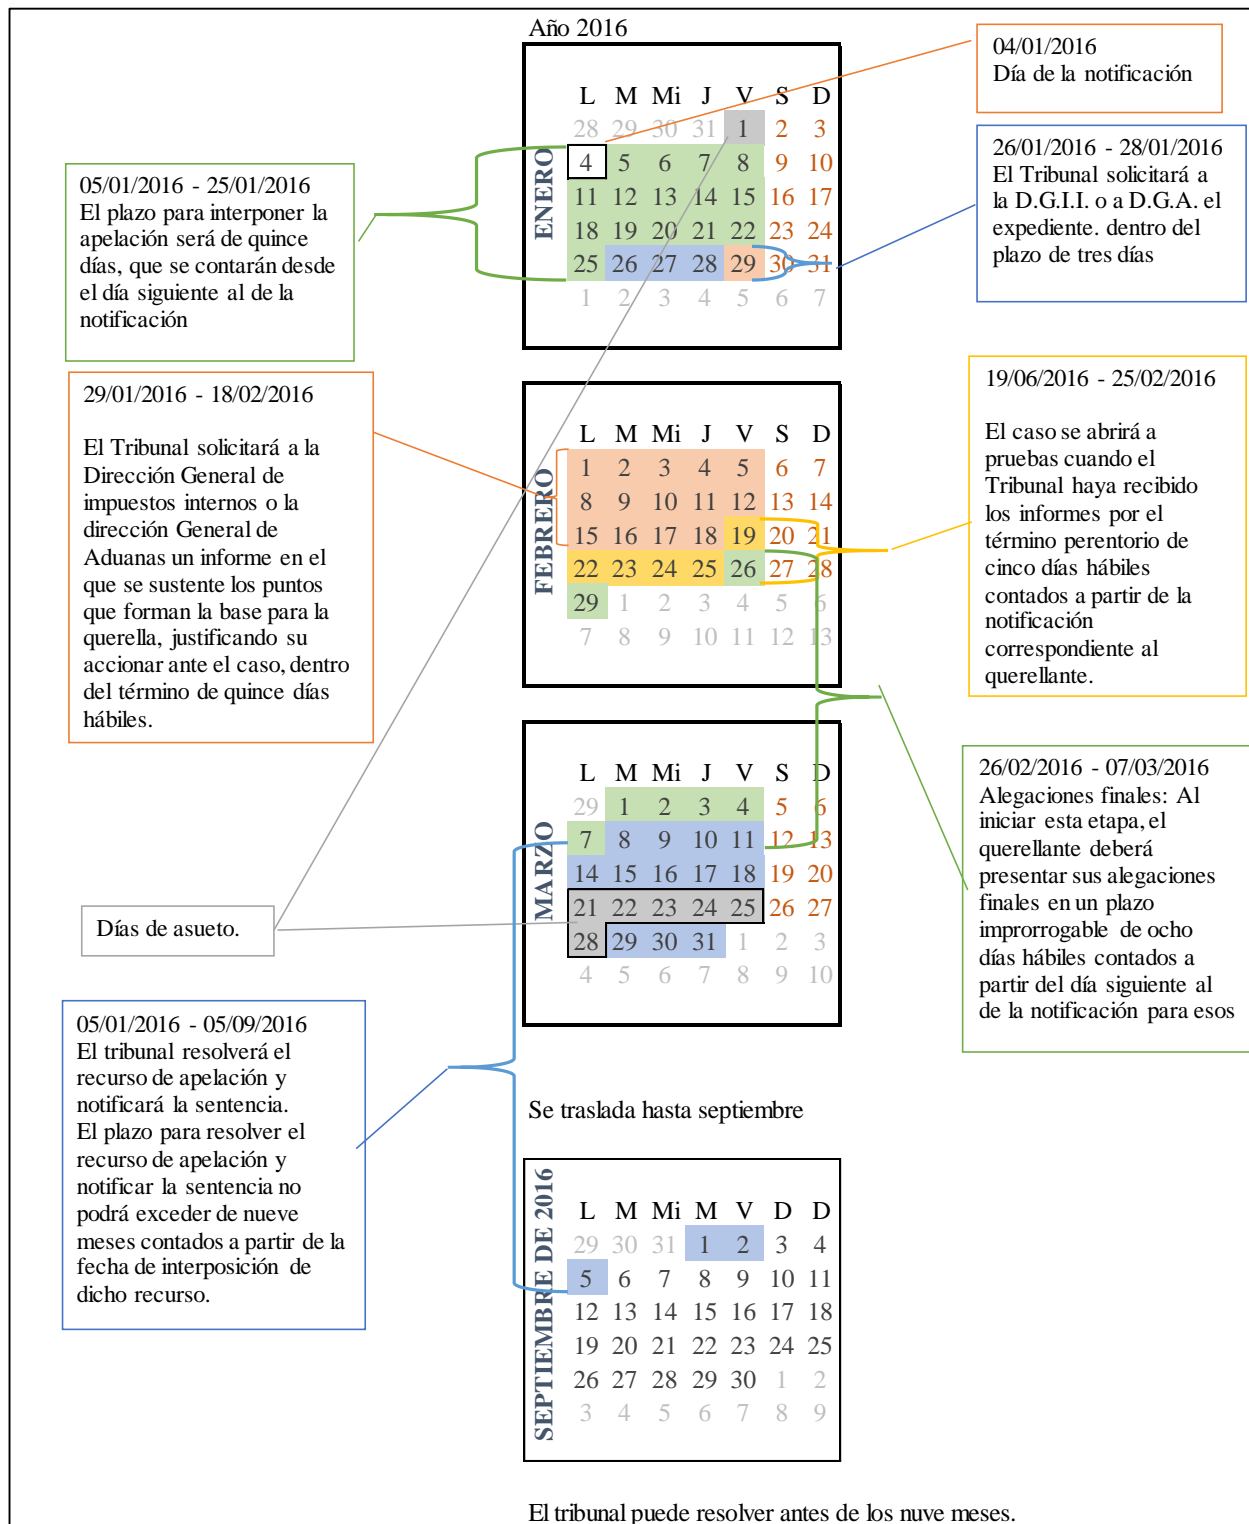 Año 2016
04/01/2016
Día de la notificación
26/01/2016 - 28/01/2016
El Tribunal solicitará a
la D.G.I.I. o a D.G.A. el
expediente. dentro del
plazo de tres días
05/01/2016 - 25/01/2016
El plazo para interponer la
apelación será de quince
días, que se contarán desde
el día siguiente al de la
notificación
ENERO
L M Mi J V S D
28 29 30 31 1 2 3
4 5 6 7 8 9 10
11 12 13 14 15 16 17
18 19 20 21 22 23 24
25 26 27 28 29 30 31
1 2 3 4 5 6 7
29/01/2016 - 18/02/2016
El Tribunal solicitará a la
Dirección General de
impuestos internos o la
dirección General de
Aduanas un informe en el
que se sustente los puntos
que forman la base para la
querella, justificando su
accionar ante el caso, dentro
del término de quince días
hábiles.
FEBRERO
L M Mi J V S D
1 2 3 4 5 6 7
8 9 10 11 12 13 14
15 16 17 18 19 20 21
22 23 24 25 26 27 28
29 1 2 3 4 5 6
7 8 9 10 11 12 13
19/06/2016 - 25/02/2016
El caso se abrirá a
pruebas cuando el
Tribunal haya recibido
los informes por el
término perentorio de
cinco días hábiles
contados a partir de la
notificación
correspondiente al
querellante.
MARZO
L M Mi J V S D
29 1 2 3 4 5 6
7 8 9 10 11 12 13
14 15 16 17 18 19 20
21 22 23 24 25 26 27
28 29 30 31 1 2 3
4 5 6 7 8 9 10
26/02/2016 - 07/03/2016
Alegaciones finales: Al
iniciar esta etapa, el
querellante deberá
presentar sus alegaciones
finales en un plazo
improrrogable de ocho
días hábiles contados a
partir del día siguiente al
de la notificación para esos
Días de asueto.
05/01/2016 - 05/09/2016
El tribunal resolverá el
recurso de apelación y
notificará la sentencia.
El plazo para resolver el
recurso de apelación y
notificar la sentencia no
podrá exceder de nueve
meses contados a partir de la
fecha de interposición de
dicho recurso.
Se traslada hasta septiembre
SEPTIEMBRE DE 2016
L M Mi M V D D
29 30 31 1 2 3 4
5 6 7 8 9 10 11
12 13 14 15 16 17 18
19 20 21 22 23 24 25
26 27 28 29 30 1 2
3 4 5 6 7 8 9
El tribunal puede resolver antes de los nuve meses.